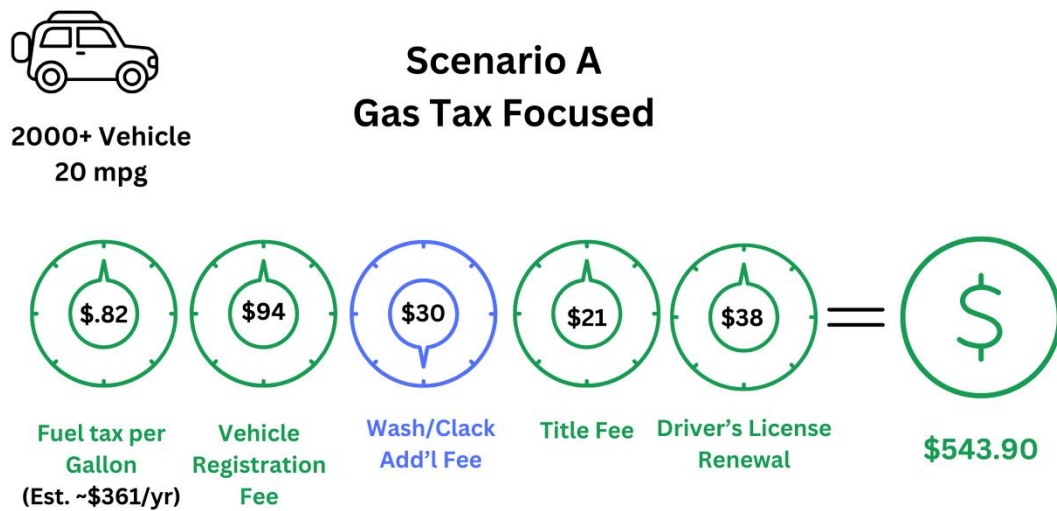 Scenario A
Gas Tax Focused
2000+ Vehicle
20 mpg
$.82
$94
$30
$21
$38
$
Fuel tax per
Gallon
(Est. ~$361/yr)
Vehicle
Registration
Fee
Wash/Clack
Add'l Fee
Title Fee
Driver's License
Renewal
$543.90